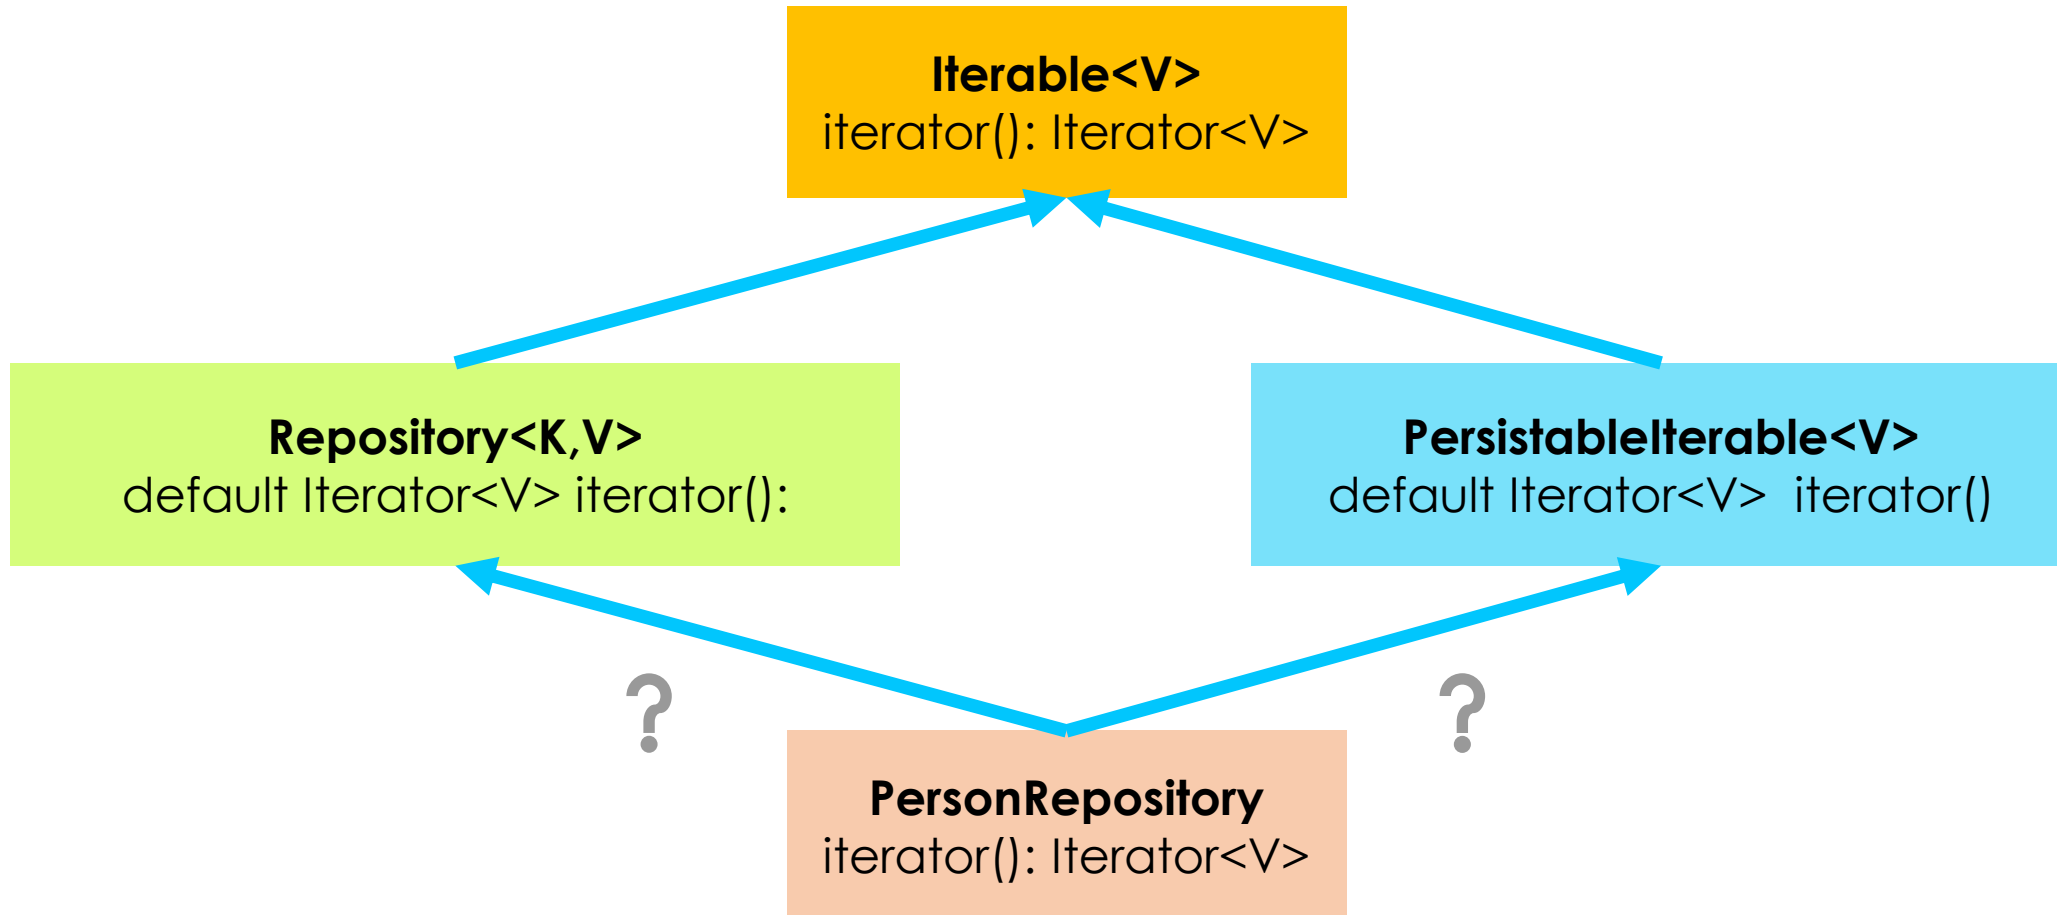 Iterable<V>
iterator(): Iterator<V>
Repository<K,V>
default Iterator<V> iterator():
PersistableIterable<V>
default Iterator<V>  iterator()
?
?
PersonRepository
iterator(): Iterator<V>